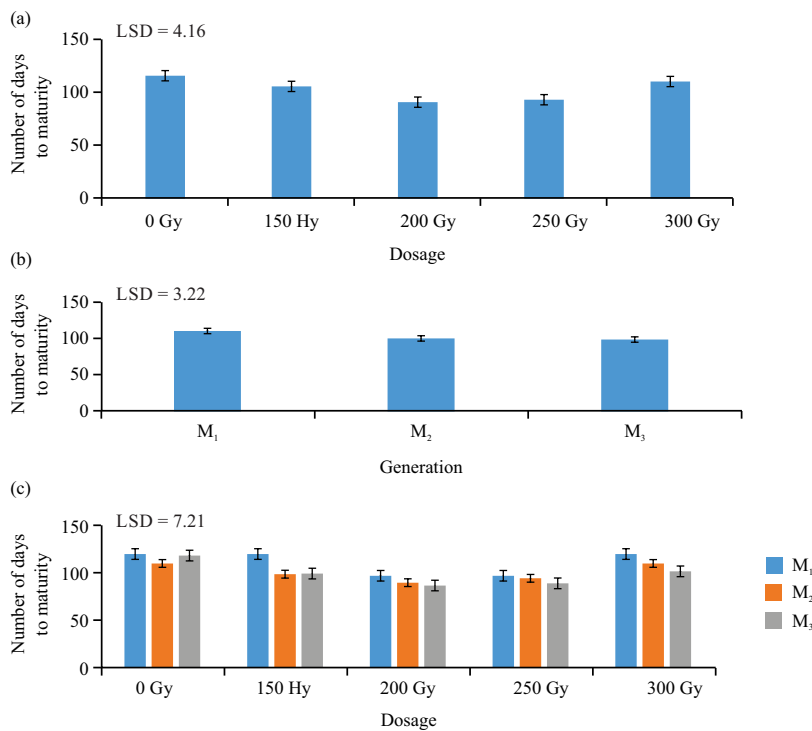 (a)
LSD = 4.16
Number of days
to maturity
150
100
50
0
0 Gy 150 Hy 200 Gy 250 Gy 300 Gy
Dosage
(b)
LSD = 3.22
Number of days
to maturity
150
100
50
0
M₁ M₂ M₃
Generation
(c)
LSD = 7.21
Number of days
to maturity
150
100
50
0
0 Gy 150 Hy 200 Gy 250 Gy 300 Gy
Dosage
M₁
M₂
M₃